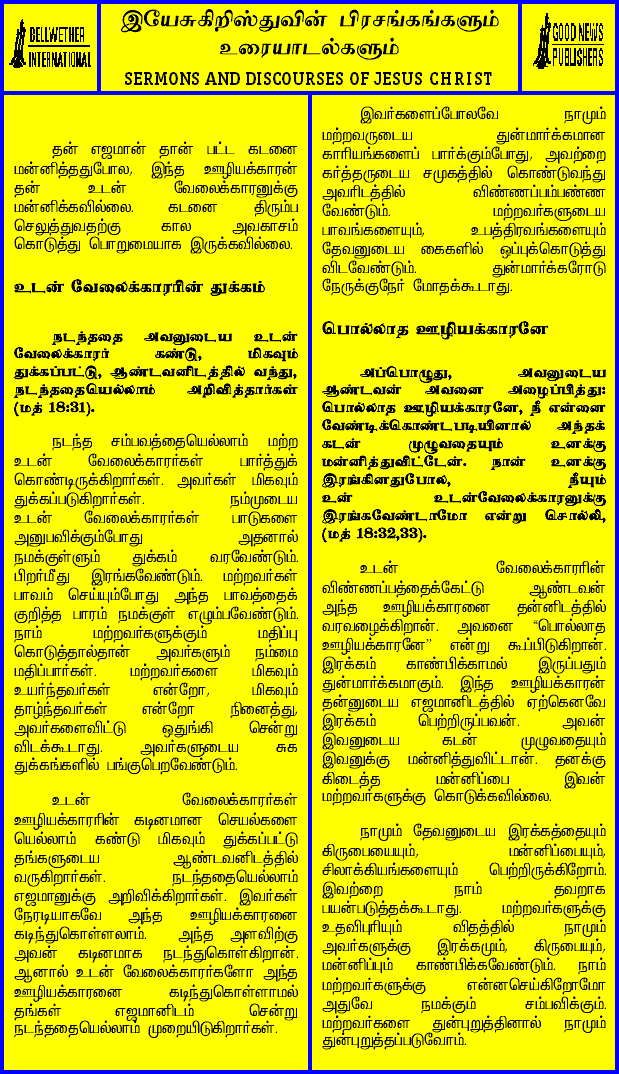 BELLWETHER
INTERNATIONAL
இயேசுகிறிஸ்துவின் பிரசங்கங்களும்
உரையாடல்களும்
SERMONS AND DISCOURSES OF JESUS CHRIST
GOOD NEWS
PUBLISHERS
தன் எஜமான் தான் பட்ட கடனை
மன்னித்ததுபோல, இந்த ஊழியக்காரன்
தன் உடன் வேலைக்காரனுக்கு
மன்னிக்கவில்லை. கடனை திரும்ப
செலுத்துவதற்கு கால அவகாசம்
கொடுத்து பொறுமையாக இருக்கவில்லை.
உடன் வேலைக்காரரின் துக்கம்
நடந்ததை அவனுடைய உடன்
வேலைக்காரர் கண்டு, மிகவும்
துக்கப்பட்டு, ஆண்டவனிடத்தில் வந்து,
நடந்ததையெல்லாம் அறிவித்தார்கள்
(மத் 18:31).
நடந்த சம்பவத்தையெல்லாம் மற்ற
உடன் வேலைக்காரர்கள் பார்த்துக்
கொண்டிருக்கிறார்கள். அவர்கள் மிகவும்
துக்கப்படுகிறார்கள். நம்முடைய
உடன் வேலைக்காரர்கள் பாடுகளை
அனுபவிக்கும்போது அதனால்
நமக்குள்ளும் துக்கம் வரவேண்டும்.
பிறர்மீது இரங்கவேண்டும். மற்றவர்கள்
பாவம் செய்யும்போது அந்த பாவத்தைக்
குறித்த பாரம் நமக்குள் எழும்பவேண்டும்.
நாம் மற்றவர்களுக்கும் மதிப்பு
கொடுத்தால்தான் அவர்களும் நம்மை
மதிப்பார்கள். மற்றவர்களை மிகவும்
உயர்ந்தவர்கள் என்றோ, மிகவும்
தாழ்ந்தவர்கள் என்றோ நினைத்து,
அவர்களைவிட்டு ஒதுங்கி சென்று
விடக்கூடாது. அவர்களுடைய சுக
துக்கங்களில் பங்குபெறவேண்டும்.
உடன் வேலைக்காரர்கள்
ஊழியக்காரரின் கடினமான செயல்களை
யெல்லாம் கண்டு மிகவும் துக்கப்பட்டு
தங்களுடைய ஆண்டவனிடத்தில்
வருகிறார்கள். நடந்ததையெல்லாம்
எஜமானுக்கு அறிவிக்கிறார்கள். இவர்கள்
நேரடியாகவே அந்த ஊழியக்காரனை
கடிந்துகொள்ளலாம். அந்த அளவிற்கு
அவன் கடினமாக நடந்துகொள்கிறான்.
ஆனால் உடன் வேலைக்காரர்களோ அந்த
ஊழியக்காரனை கடிந்துகொள்ளாமல்
தங்கள் எஜமானிடம் சென்று
நடந்ததையெல்லாம் முறையிடுகிறார்கள்.
இவர்களைப்போலவே நாமும்
மற்றவருடைய துன்மார்க்கமான
காரியங்களைப் பார்க்கும்போது, அவற்றை
கர்த்தருடைய சமுகத்தில் கொண்டுவந்து
அவரிடத்தில் விண்ணப்பம்பண்ண
வேண்டும். மற்றவர்களுடைய
பாவங்களையும், உபத்திரவங்களையும்
தேவனுடைய கைகளில் ஒப்புக்கொடுத்து
விடவேண்டும். துன்மார்க்கரோடு
நேருக்குநேர் மோதக்கூடாது.
பொல்லாத ஊழியக்காரனே
அப்பொழுது, அவனுடைய
ஆண்டவன் அவனை அழைப்பித்து:
பொல்லாத ஊழியக்காரனே, நீ என்னை
வேண்டிக்கொண்டபடியினால் அந்தக்
கடன் முழுவதையும் உனக்கு
மன்னித்துவிட்டேன். நான் உனக்கு
இரங்கினதுபோல, நீயும்
உன் உடன்வேலைக்காரனுக்கு
இரங்கவேண்டாமோ என்று சொல்லி,
(மத் 18:32,33).
உடன் வேலைக்காரரின்
விண்ணப்பத்தைக்கேட்டு ஆண்டவன்
அந்த ஊழியக்காரனை தன்னிடத்தில்
வரவழைக்கிறான். அவனை “பொல்லாத
ஊழியக்காரனே” என்று கூப்பிடுகிறான்.
இரக்கம் காண்பிக்காமல் இருப்பதும்
துன்மார்க்கமாகும். இந்த ஊழியக்காரன்
தன்னுடைய எஜமானிடத்தில் ஏற்கெனவே
இரக்கம் பெற்றிருப்பவன். அவன்
இவனுடைய கடன் முழுவதையும்
இவனுக்கு மன்னித்துவிட்டான். தனக்கு
கிடைத்த மன்னிப்பை இவன்
மற்றவர்களுக்கு கொடுக்கவில்லை.
நாமும் தேவனுடைய இரக்கத்தையும்
கிருபையையும், மன்னிப்பையும்,
சிலாக்கியங்களையும் பெற்றிருக்கிறோம்.
இவற்றை நாம் தவறாக
பயன்படுத்தக்கூடாது. மற்றவர்களுக்கு
உதவிபுரியும் விதத்தில் நாமும்
அவர்களுக்கு இரக்கமும், கிருபையும்,
மன்னிப்பும் காண்பிக்கவேண்டும். நாம்
மற்றவர்களுக்கு என்னசெய்கிறோமோ
அதுவே நமக்கும் சம்பவிக்கும்.
மற்றவர்களை துன்புறுத்தினால் நாமும்
துன்புறுத்தப்படுவோம்.